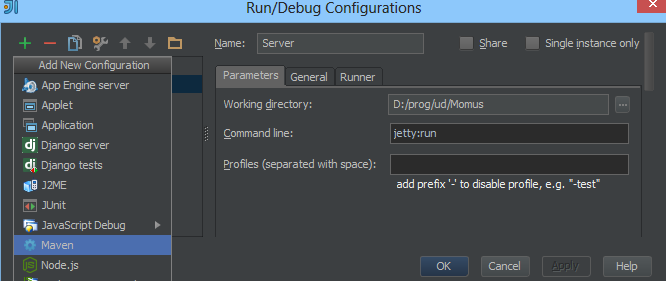 Run/Debug Configurations
Name: Server Share Single instance only
Add New Configuration
App Engine server
Applet
Application
Django server
Django tests
J2ME
JUnit
JavaScript Debug
Maven
Node.js
Parameters General Runner
Working directory: D:/prog/ud/Momus ...
Command line: jetty:run
Profiles (separated with space):
add prefix '-' to disable profile, e.g. "-test"
OK Cancel Apply Help